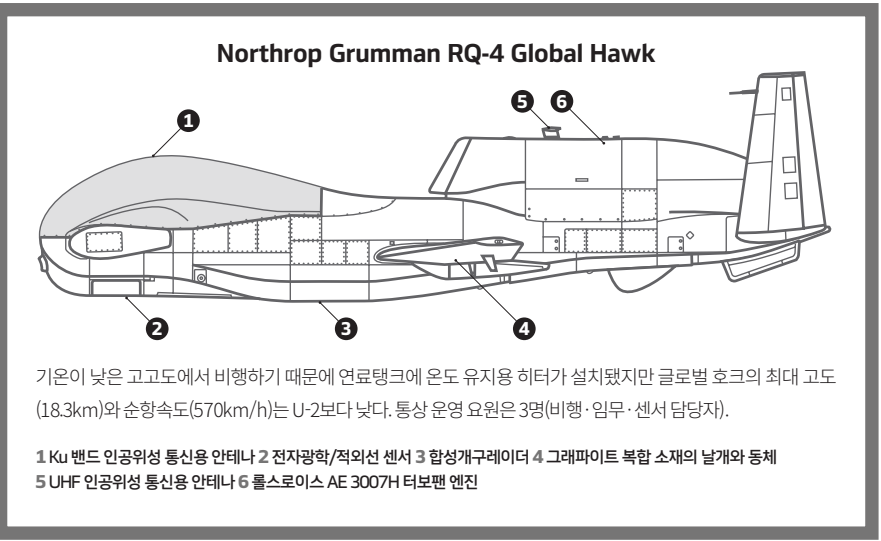 Northrop Grumman RQ-4 Global Hawk
5 6
1
2 3 4
기온이 낮은 고고도에서 비행하기 때문에 연료탱크에 온도 유지용 히터가 설치됐지만 글로벌 호크의 최대 고도
(18.3km)와 순항속도(570km/h)는 U-2보다 낮다. 통상 운영 요원은 3명(비행·임무·센서 담당자).
1 Ku 밴드 인공위성 통신용 안테나 2 전자광학/적외선 센서 3 합성개구레이더 4 그래파이트 복합 소재의 날개와 동체
5 UHF 인공위성 통신용 안테나 6 롤스로이스 AE 3007H 터보팬 엔진